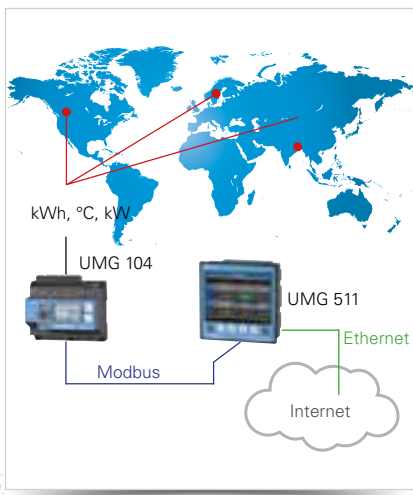 kWh, °C, kW
UMG 104
UMG 511
Ethernet
Modbus
Internet